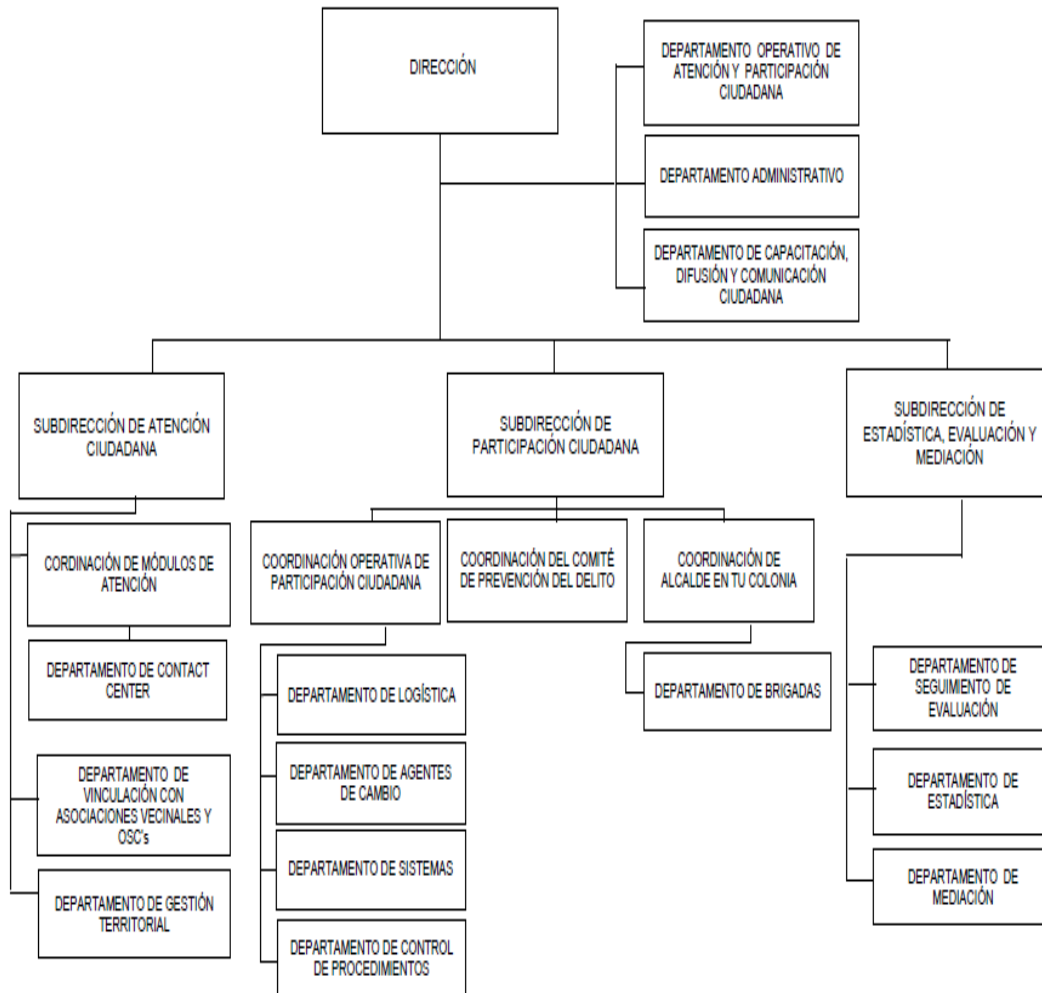 DIRECCIÓN
DEPARTAMENTO OPERATIVO DE
ATENCIÓN Y PARTICIPACIÓN
CIUDADANA
DEPARTAMENTO ADMINISTRATIVO
DEPARTAMENTO DE CAPACITACIÓN,
DIFUSIÓN Y COMUNICACIÓN
CIUDADANA
SUBDIRECCIÓN DE ATENCIÓN
CIUDADANA
SUBDIRECCIÓN DE
PARTICIPACIÓN CIUDADANA
SUBDIRECCIÓN DE
ESTADÍSTICA, EVALUACIÓN Y
MEDIACIÓN
CORDINACIÓN DE MÓDULOS DE
ATENCIÓN
DEPARTAMENTO DE CONTACT
CENTER
DEPARTAMENTO DE
VINCULACIÓN CON
ASOCIACIONES VECINALES Y
OSC's
DEPARTAMENTO DE GESTIÓN
TERRITORIAL
COORDINACIÓN OPERATIVA DE
PARTICIPACIÓN CIUDADANA
COORDINACIÓN DEL COMITÉ
DE PREVENCIÓN DEL DELITO
COORDINACIÓN DE
ALCALDE EN TU COLONIA
DEPARTAMENTO DE LOGÍSTICA
DEPARTAMENTO DE AGENTES
DE CAMBIO
DEPARTAMENTO DE SISTEMAS
DEPARTAMENTO DE CONTROL
DE PROCEDIMIENTOS
DEPARTAMENTO DE BRIGADAS
DEPARTAMENTO DE
SEGUIMIENTO DE
EVALUACIÓN
DEPARTAMENTO DE
ESTADÍSTICA
DEPARTAMENTO DE
MEDIACIÓN